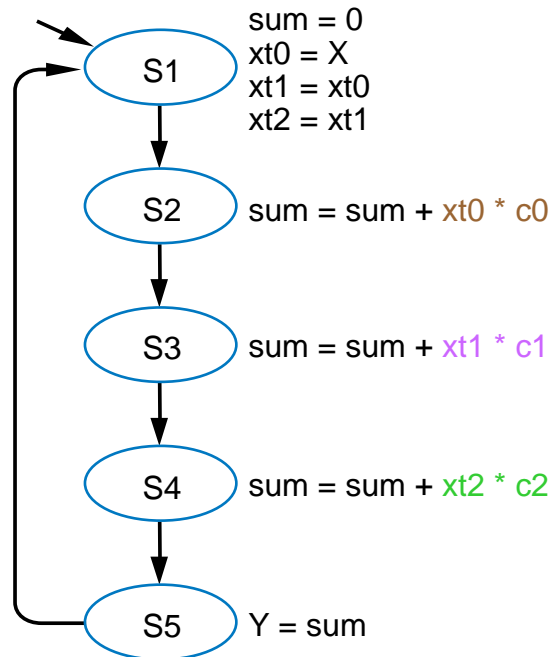 sum = 0
xt0 = X
S1
xt1 = xt0
xt2 = xt1
S2
sum = sum + xt0 * c0
S3
sum = sum + xt1 * c1
S4
sum = sum + xt2 * c2
S5
Y = sum